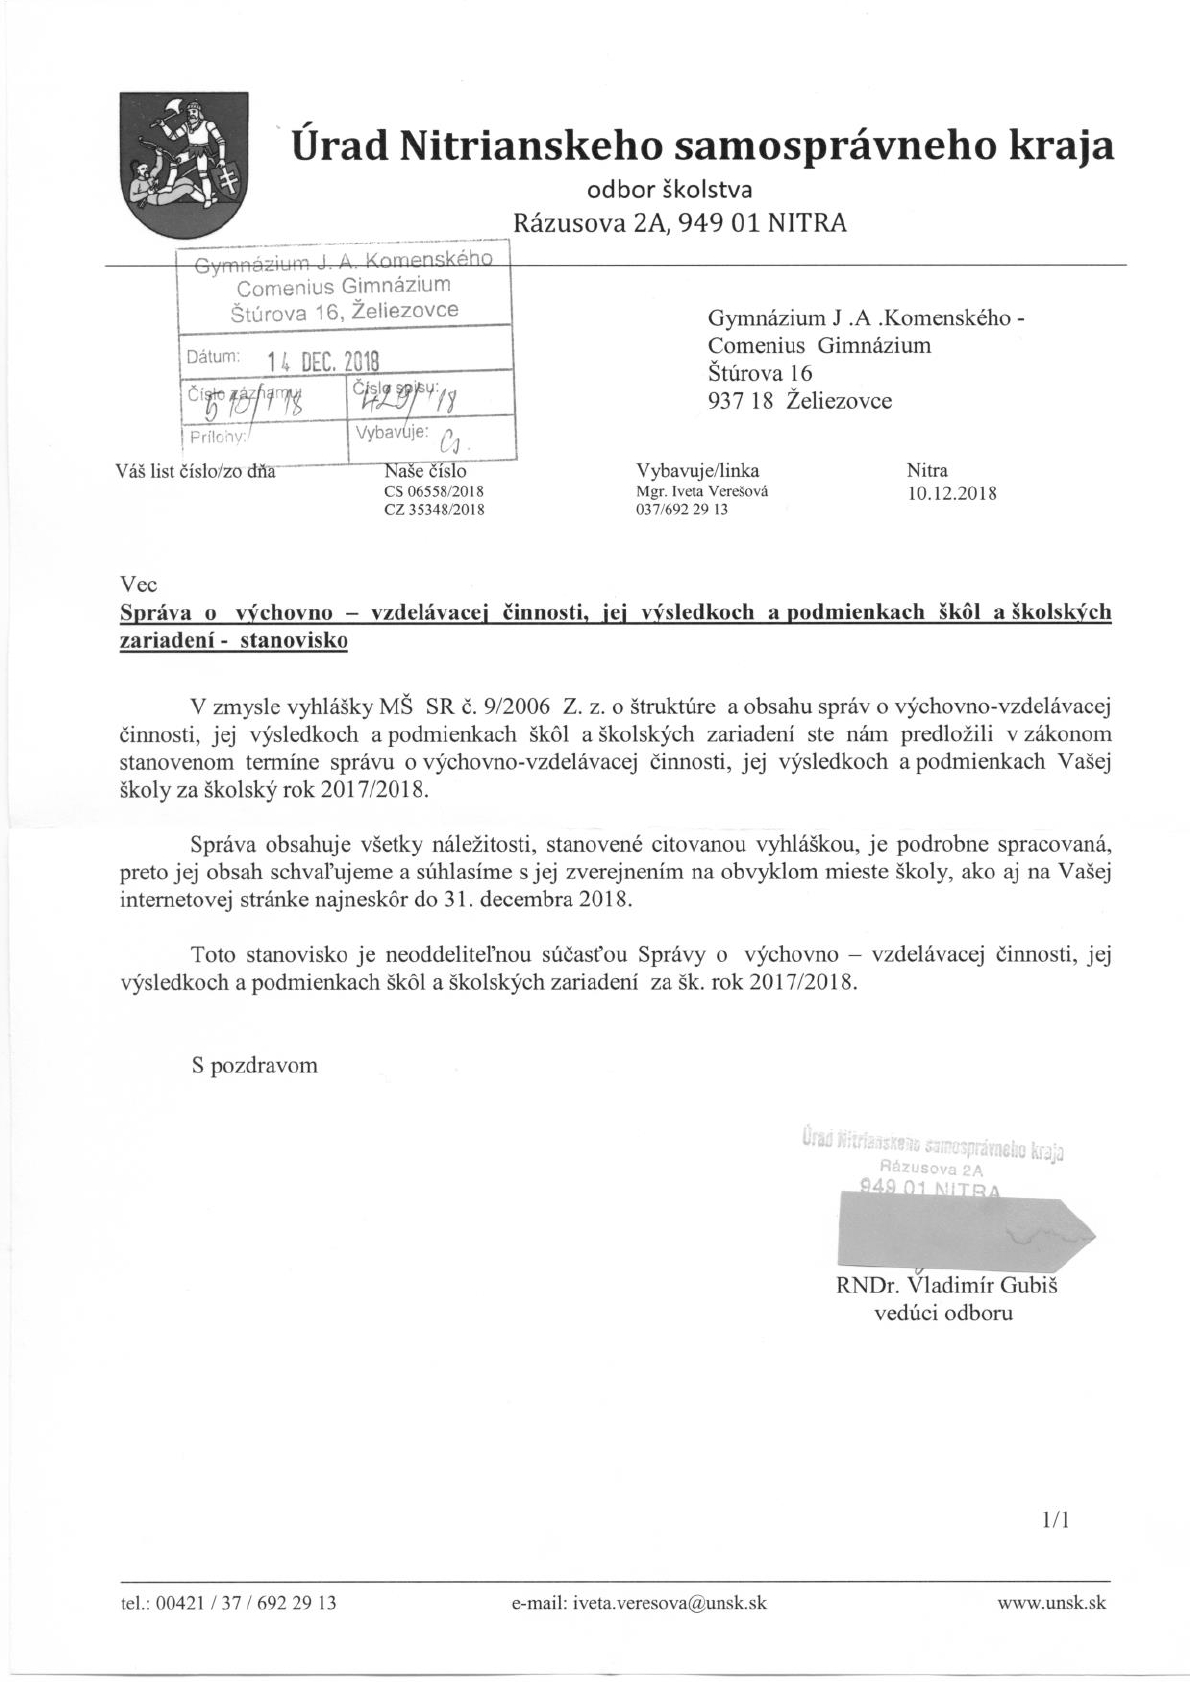 Úrad Nitrianskeho samosprávneho kraja
odbor školstva
Rázusova 2A, 949 01 NITRA
Gymnázium J. A. Komenského
Comenius Gimnázium
Štúrova 16, Želiezovce
Dátum: 14 DEC. 2018
Číslo záznamu: Číslo spisu:
Prílohy: Vybavuje:
Gymnázium J .A .Komenského -
Comenius Gimnázium
Štúrova 16
937 18 Želiezovce
Váš list číslo/zo dňa Naše číslo Vybavuje/linka Nitra
CS 06558/2018 Mgr. Iveta Verešová 10.12.2018
CZ 35348/2018 037/692 29 13
Vec
Správa o výchovno – vzdelávacej činnosti, jej výsledkoch a podmienkach škôl a školských
zariadení - stanovisko
V zmysle vyhlášky MŠ SR č. 9/2006 Z. z. o štruktúre a obsahu správ o výchovno-vzdelávacej
činnosti, jej výsledkoch a podmienkach škôl a školských zariadení ste nám predložili v zákonom
stanovenom termíne správu o výchovno-vzdelávacej činnosti, jej výsledkoch a podmienkach Vašej
školy za školský rok 2017/2018.
Správa obsahuje všetky náležitosti, stanovené citovanou vyhláškou, je podrobne spracovaná,
preto jej obsah schvaľujeme a súhlasíme s jej zverejnením na obvyklom mieste školy, ako aj na Vašej
internetovej stránke najneskôr do 31. decembra 2018.
Toto stanovisko je neoddeliteľnou súčasťou Správy o výchovno – vzdelávacej činnosti, jej
výsledkoch a podmienkach škôl a školských zariadení za šk. rok 2017/2018.
S pozdravom
Úrad Nitrianskeho samosprávneho kraja
Rázusova 2A
949 01 NITRA
RNDr. Vladimír Gubiš
vedúci odboru
1/1
tel.: 00421 / 37 / 692 29 13 e-mail: iveta.veresova@unsk.sk www.unsk.sk